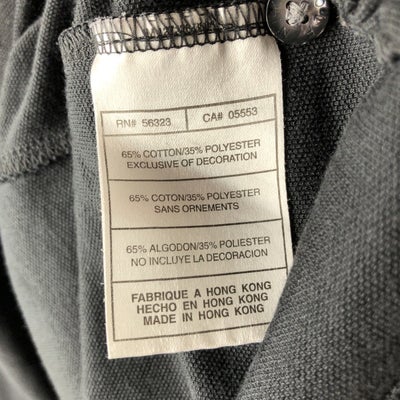 RN# 56323 CA# 05553
65% COTTON/35% POLYESTER
EXCLUSIVE OF DECORATION
65% COTON/35% POLYESTER
SANS ORNEMENTS
65% ALGODON/35% POLIESTER
NO INCLUYE LA DECORACION
FABRIQUE A HONG KONG
HECHO EN HONG KONG
MADE IN HONG KONG